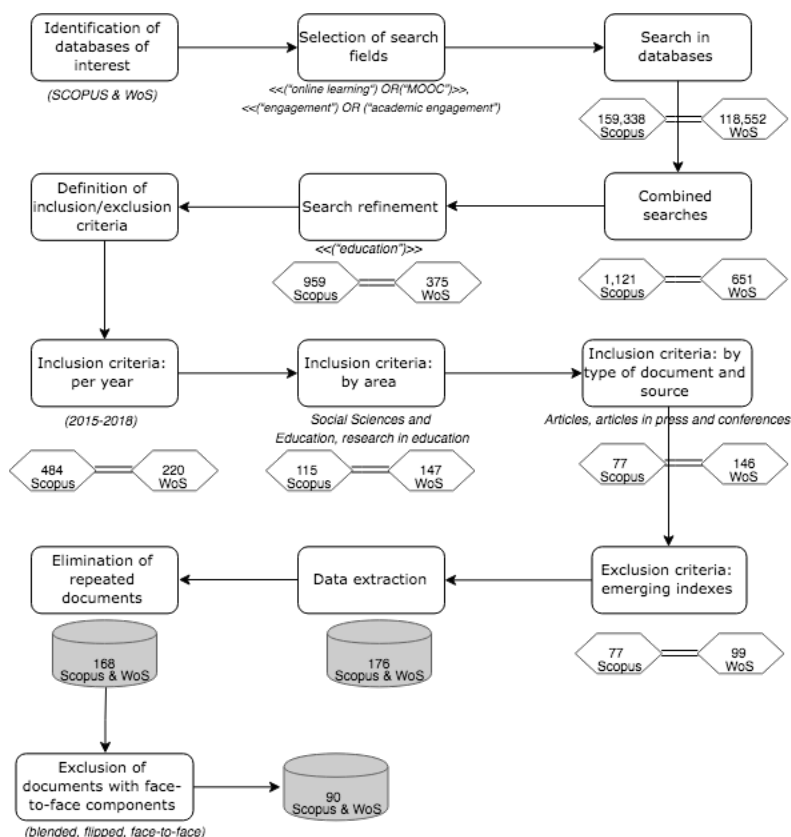 Identification of
databases of
interest
(SCOPUS & WoS)
Selection of search
fields
<<("online learning") OR("MOOC")>>,
<<("engagement") OR ("academic engagement")
Search in
databases
159,338
Scopus
118,552
WoS
Combined
searches
1,121
Scopus
651
WoS
Search refinement
<<("education")>>
959
Scopus
375
WoS
Definition of
inclusion/exclusion
criteria
Inclusion criteria:
per year
(2015-2018)
484
Scopus
220
WoS
Inclusion criteria:
by area
Social Sciences and
Education, research in education
115
Scopus
147
WoS
Inclusion criteria: by
type of document and
source
Articles, articles in press and conferences
77
Scopus
146
WoS
Exclusion criteria:
emerging indexes
77
Scopus
99
WoS
Data extraction
176
Scopus & WoS
Elimination of
repeated
documents
168
Scopus & WoS
Exclusion of
documents with face-
to-face components
(blended, flipped, face-to-face)
90
Scopus & WoS